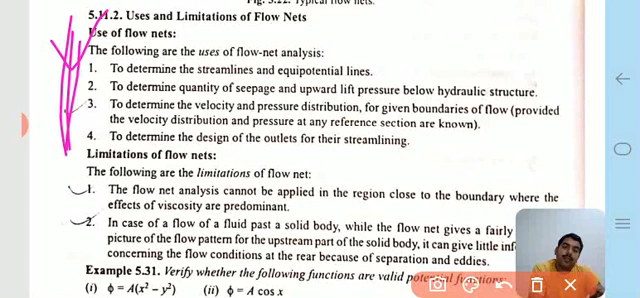 5.11.2. Uses and Limitations of Flow Nets
Use of flow nets:
The following are the uses of flow-net analysis:
1. To determine the streamlines and equipotential lines.
2. To determine quantity of seepage and upward lift pressure below hydraulic structure.
3. To determine the velocity and pressure distribution, for given boundaries of flow (provided
the velocity distribution and pressure at any reference section are known).
4. To determine the design of the outlets for their streamlining.
Limitations of flow nets:
The following are the limitations of flow net:
1. The flow net analysis cannot be applied in the region close to the boundary where the
effects of viscosity are predominant.
2. In case of a flow of a fluid past a solid body, while the flow net gives a fairly
picture of the flow pattern for the upstream part of the solid body, it can give little
concerning the flow conditions at the rear because of separation and eddies.
Example 5.31. Verify whether the following functions are valid potential functions
(i) ϕ = A(x² – y²) (ii) ϕ = A cos x